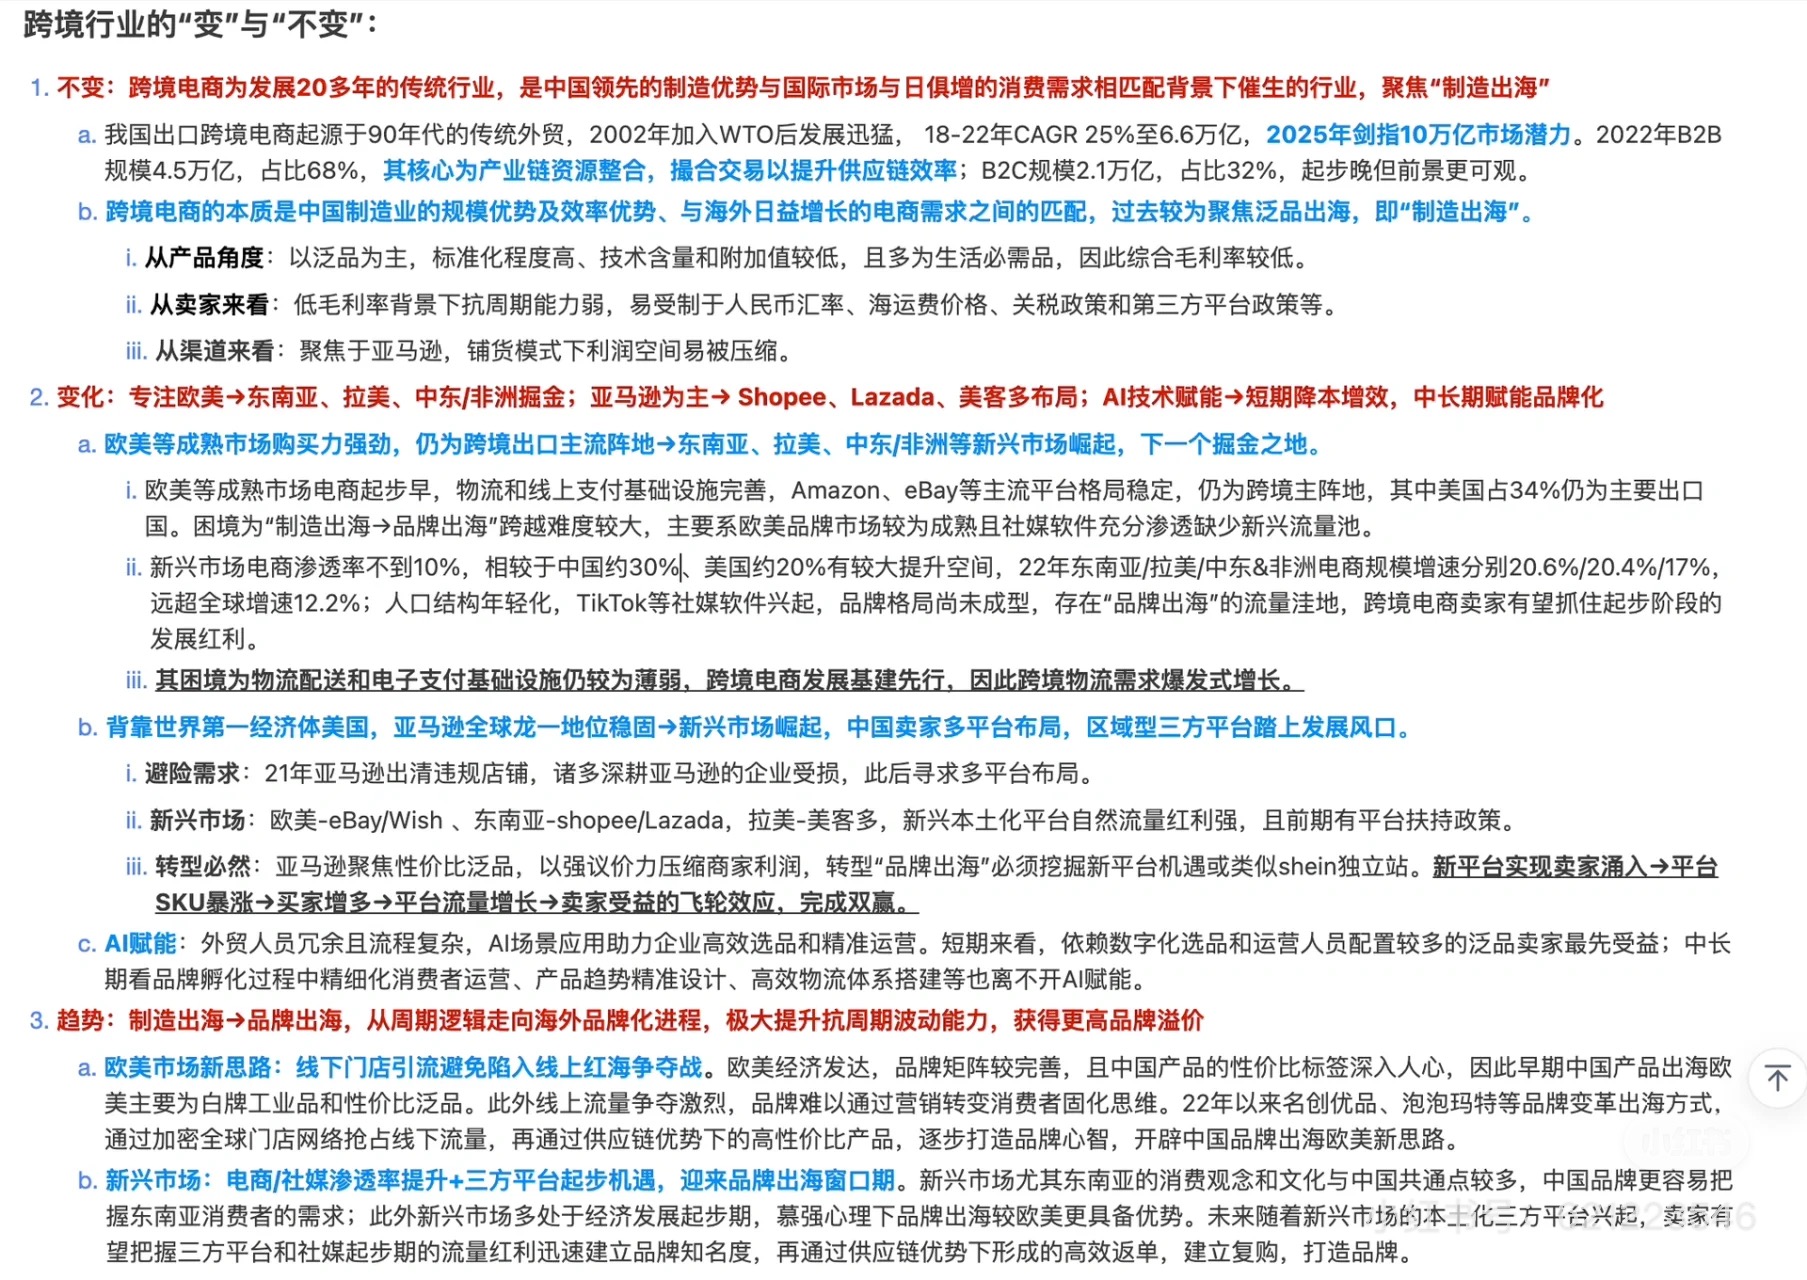 跨境行业的“变”与“不变”：
1. 不变：跨境电商为发展20多年的传统行业，是中国领先的制造优势与国际市场与日俱增的消费需求相匹配背景下催生的行业，聚焦“制造出海”
a. 我国出口跨境电商起源于90年代的传统外贸，2002年加入WTO后发展迅猛， 18-22年CAGR 25%至6.6万亿，2025年剑指10万亿市场潜力。2022年B2B
规模4.5万亿，占比68%，其核心为产业链资源整合，撮合交易以提升供应链效率；B2C规模2.1万亿，占比32%，起步晚但前景更可观。
b. 跨境电商的本质是中国制造业的规模优势及效率优势、与海外日益增长的电商需求之间的匹配，过去较为聚焦泛品出海，即“制造出海”。
i. 从产品角度：以泛品为主，标准化程度高、技术含量和附加值较低，且多为生活必需品，因此综合毛利率较低。
ii. 从卖家来看：低毛利率背景下抗周期能力弱，易受制于人民币汇率、海运费价格、关税政策和第三方平台政策等。
iii. 从渠道来看：聚焦于亚马逊，铺货模式下利润空间易被压缩。
2. 变化：专注欧美→东南亚、拉美、中东/非洲掘金；亚马逊为主→ Shopee、Lazada、美客多布局；AI技术赋能→短期降本增效，中长期赋能品牌化
a. 欧美等成熟市场购买力强劲，仍为跨境出口主流阵地→东南亚、拉美、中东/非洲等新兴市场崛起，下一个掘金之地。
i. 欧美等成熟市场电商起步早，物流和线上支付基础设施完善，Amazon、eBay等主流平台格局稳定，仍为跨境主阵地，其中美国占34%仍为主要出口
国。困境为“制造出海→品牌出海”跨越难度较大，主要系欧美品牌市场较为成熟且社媒软件充分渗透缺少新兴流量池。
ii. 新兴市场电商渗透率不到10%，相较于中国约30%、美国约20%有较大提升空间，22年东南亚/拉美/中东&非洲电商规模增速分别20.6%/20.4%/17%，
远超全球增速12.2%；人口结构年轻化，TikTok等社媒软件兴起，品牌格局尚未成型，存在“品牌出海”的流量洼地，跨境电商卖家有望抓住起步阶段的
发展红利。
iii. 其困境为物流配送和电子支付基础设施仍较为薄弱，跨境电商发展基建先行，因此跨境物流需求爆发式增长。
b. 背靠世界第一经济体美国，亚马逊全球龙一地位稳固→新兴市场崛起，中国卖家多平台布局，区域型三方平台踏上发展风口。
i. 避险需求：21年亚马逊出清违规店铺，诸多深耕亚马逊的企业受损，此后寻求多平台布局。
ii. 新兴市场：欧美-eBay/Wish 、东南亚-shopee/Lazada，拉美-美客多，新兴本土化平台自然流量红利强，且前期有平台扶持政策。
iii. 转型必然：亚马逊聚焦性价比泛品，以强议价力压缩商家利润，转型“品牌出海”必须挖掘新平台机遇或类似shein独立站。新平台实现卖家涌入→平台
SKU暴涨→买家增多→平台流量增长→卖家受益的飞轮效应，完成双赢。
c. AI赋能：外贸人员冗余且流程复杂，AI场景应用助力企业高效选品和精准运营。短期来看，依赖数字化选品和运营人员配置较多的泛品卖家最先受益；中长
期看品牌孵化过程中精细化消费者运营、产品趋势精准设计、高效物流体系搭建等也离不开AI赋能。
3. 趋势：制造出海→品牌出海，从周期逻辑走向海外品牌化进程，极大提升抗周期波动能力，获得更高品牌溢价
a. 欧美市场新思路：线下门店引流避免陷入线上红海争夺战。欧美经济发达，品牌矩阵较完善，且中国产品的性价比标签深入人心，因此早期中国产品出海欧
美主要为白牌工业品和性价比泛品。此外线上流量争夺激烈，品牌难以通过营销转变消费者固化思维。22年以来名创优品、泡泡玛特等品牌变革出海方式，
通过加密全球门店网络抢占线下流量，再通过供应链优势下的高性价比产品，逐步打造品牌心智，开辟中国品牌出海欧美新思路。
小红书
b. 新兴市场：电商/社媒渗透率提升+三方平台起步机遇，迎来品牌出海窗口期。新兴市场尤其东南亚的消费观念和文化与中国共通点较多，中国品牌更容易把
握东南亚消费者的需求；此外新兴市场多处于经济发展起步期，慕强心理下品牌出海较欧美更具备优势。未来随着新兴市场的本土化三方平台兴起，卖家有
望把握三方平台和社媒起步期的流量红利迅速建立品牌知名度，再通过供应链优势下形成的高效返单，建立复购，打造品牌。